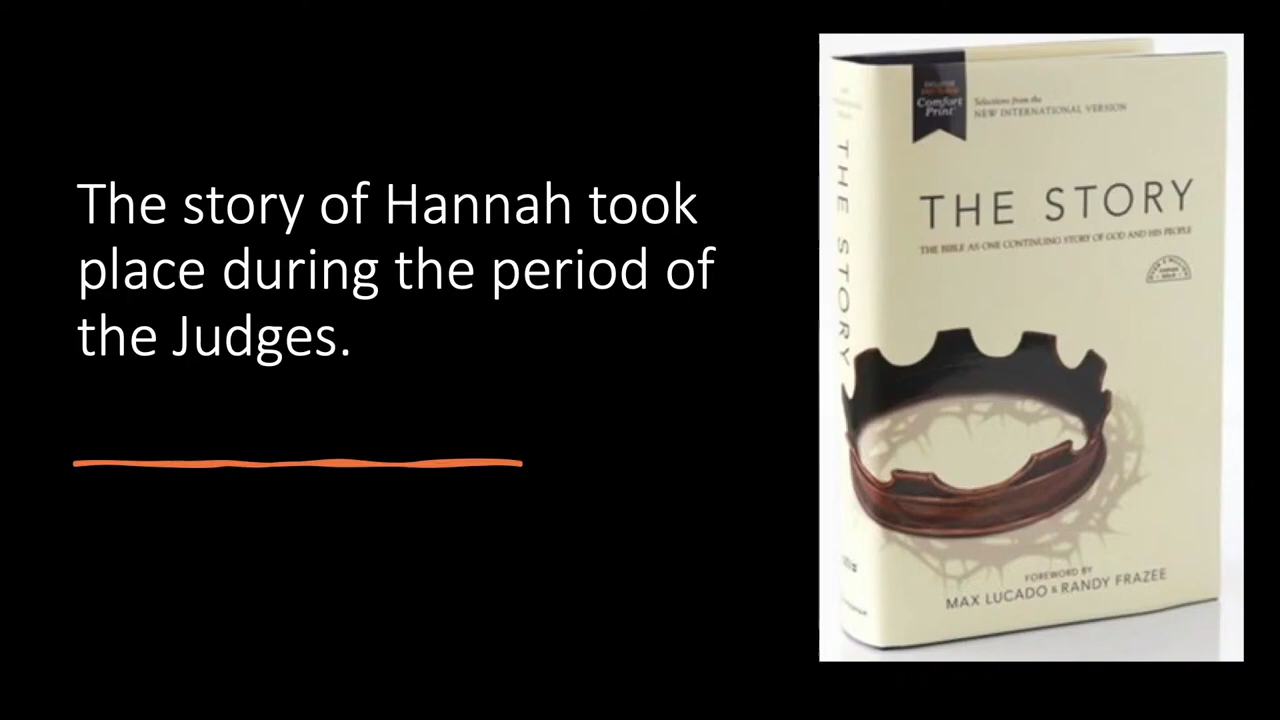 The story of Hannah took
place during the period of
the Judges.
Comfort
Print
Selections from the
NEW INTERNATIONAL VERSION
THE STORY
THE STORY
THE BIBLE AS ONE CONTINUING STORY OF GOD AND HIS PEOPLE
FOREWORD BY
MAX LUCADO & RANDY FRAZEE